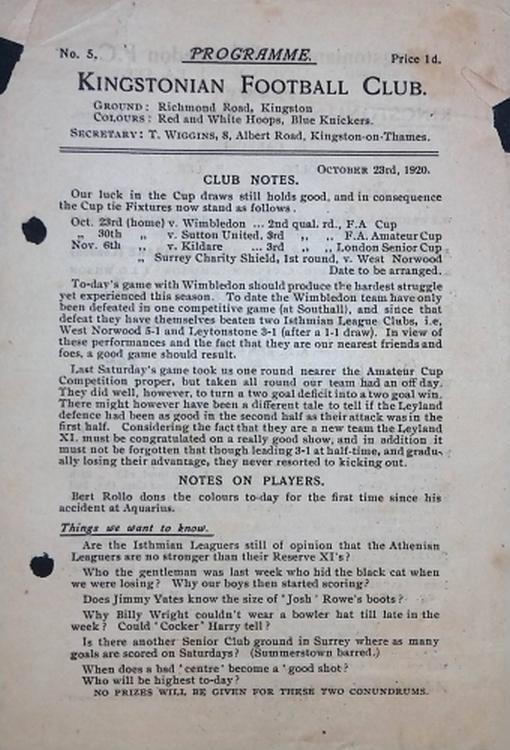 No. 5. PROGRAMME. Price 1d.
KINGSTONIAN FOOTBALL CLUB.
GROUND: Richmond Road, Kingston
COLOURS: Red and White Hoops, Blue Knickers.
SECRETARY: T. WIGGINS, 8, Albert Road, Kingston-on-Thames.
OCTOBER 23rd, 1920.
CLUB NOTES.
Our luck in the Cup draws still holds good, and in consequence
the Cup tie Fixtures now stand as follows.
Oct. 23rd (home) v. Wimbledon ... 2nd qual. rd., F.A Cup
„ 30th „ v. Sutton United, 3rd „ „ F.A. Amateur Cup
Nov. 6th „ v. Kildare ... 3rd „ „ London Senior Cup
„ Surrey Charity Shield, 1st round, v. West Norwood
Date to be arranged.
To-day's game with Wimbledon should produce the hardest struggle
yet experienced this season. To date the Wimbledon team have only
been defeated in one competitive game (at Southall), and since that
defeat they have themselves beaten two Isthmian League Clubs, i.e,
West Norwood 5-1 and Leytonstone 3-1 (after a 1-1 draw). In view of
these performances and the fact that they are our nearest friends and
foes, a good game should result.
Last Saturday's game took us one round nearer the Amateur Cup
Competition proper, but taken all round our team had an off day.
They did well, however, to turn a two goal deficit into a two goal win.
There might however have been a different tale to tell if the Leyland
defence had been as good in the second half as their attack was in the
first half. Considering the fact that they are a new team the Leyland
XI. must be congratulated on a really good show, and in addition it
must not be forgotten that though leading 3-1 at half-time, and gradu-
ally losing their advantage, they never resorted to kicking out.
NOTES ON PLAYERS.
Bert Rollo dons the colours to-day for the first time since his
accident at Aquarius.
Things we want to know.
Are the Isthmian Leaguers still of opinion that the Athenian
Leaguers are no stronger than their Reserve XI's?
Who the gentleman was last week who hid the black cat when
we were losing? Why our boys then started scoring?
Does Jimmy Yates know the size of 'Josh' Rowe's boots?
Why Billy Wright couldn't wear a bowler hat till late in the
week? Could 'Cocker' Harry tell?
Is there another Senior Club ground in Surrey where as many
goals are scored on Saturdays? (Summerstown barred.)
When does a bad 'centre' become a 'good shot?
Who will be highest to-day?
NO PRIZES WILL BE GIVEN FOR THESE TWO CONUNDRUMS.